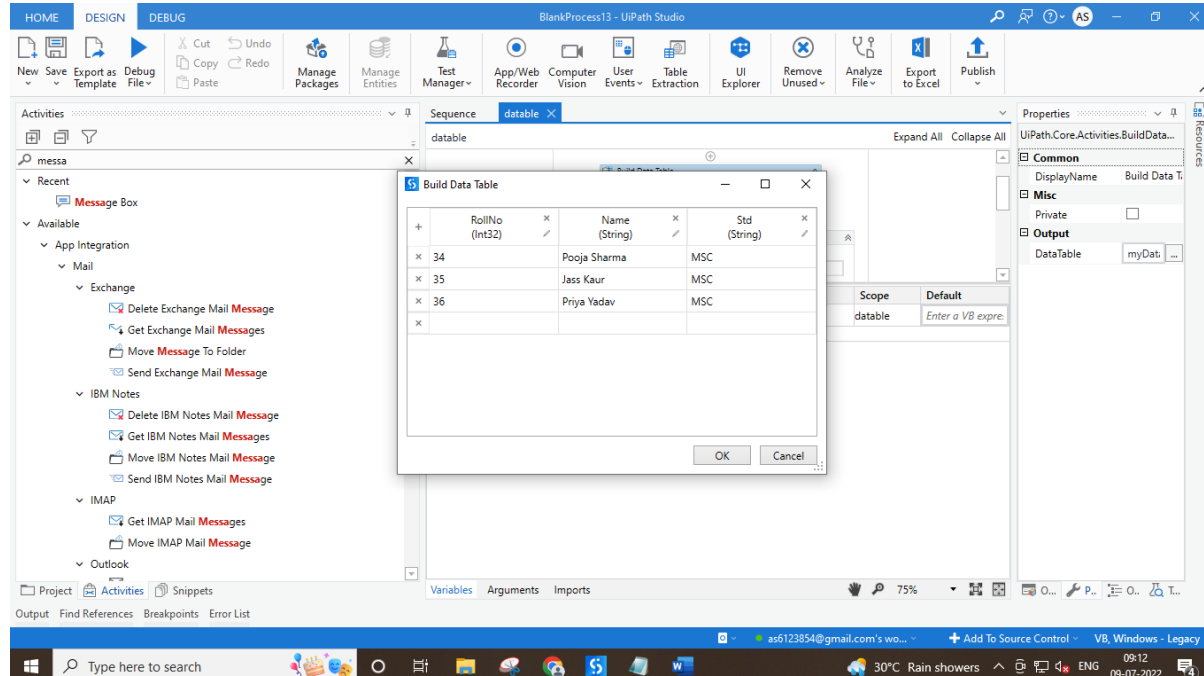 HOME DESIGN DEBUG BlankProcess13 - UiPath Studio AS
New Save Export as Template Debug File Cut Copy Paste Undo Redo Manage Packages Manage Entities Test Manager App/Web Recorder Computer Vision User Events Table Extraction UI Explorer Remove Unused Analyze File Export to Excel Publish
Activities
messa
Recent
Message Box
Available
App Integration
Mail
Exchange
Delete Exchange Mail Message
Get Exchange Mail Messages
Move Message To Folder
Send Exchange Mail Message
IBM Notes
Delete IBM Notes Mail Message
Get IBM Notes Mail Messages
Move IBM Notes Mail Message
Send IBM Notes Mail Message
IMAP
Get IMAP Mail Messages
Move IMAP Mail Message
Outlook
Project Activities Snippets
Sequence datable
datable Expand All Collapse All
Build Data Table
Build Data Table
RollNo (Int32) Name (String) Std (String)
34 Pooja Sharma MSC
35 Jass Kaur MSC
36 Priya Yadav MSC
OK Cancel
Scope Default
datable Enter a VB expre:
Variables Arguments Imports 75%
Properties
UiPath.Core.Activities.BuildData...
Common
DisplayName Build Data T
Misc
Private
Output
DataTable myData ...
O... P... O... T...
Resources
Output Find References Breakpoints Error List
as6123854@gmail.com's wo... Add To Source Control VB, Windows - Legacy
Type here to search 30°C Rain showers ENG 09:12
09-07-2022